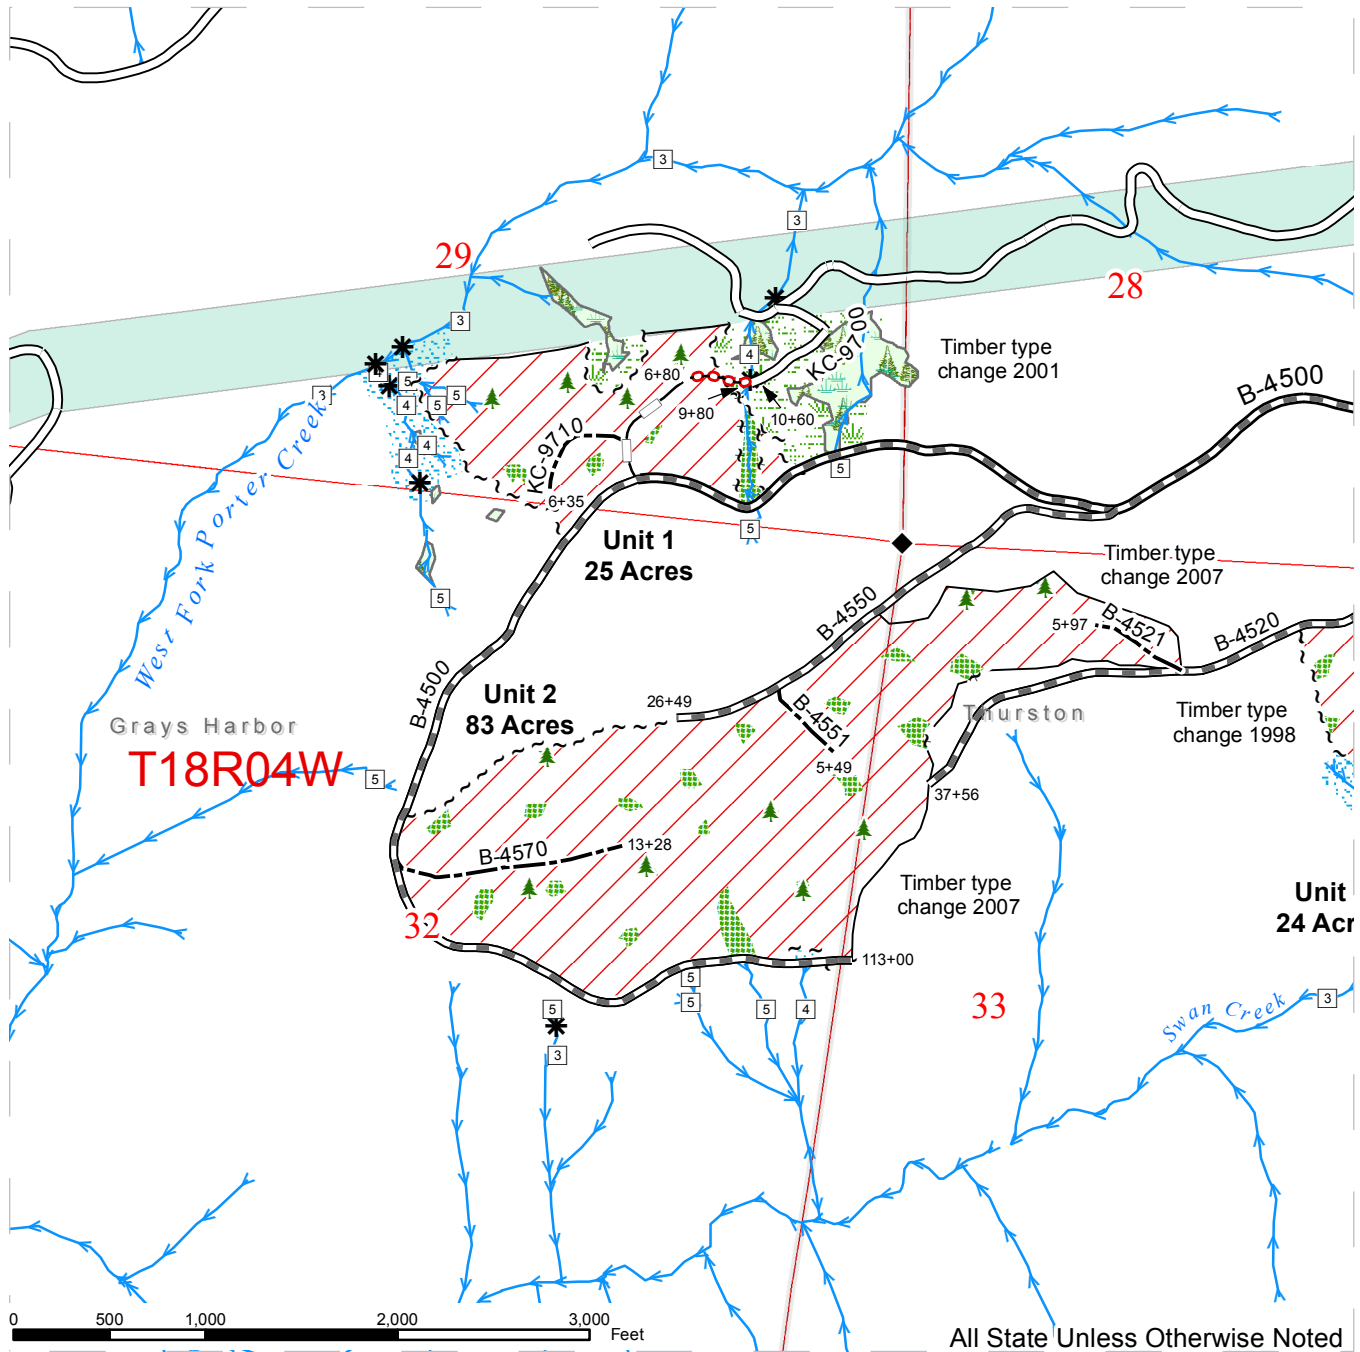 3
3
29
28
3
4
Timber type
change 2001
KC-9700
6+80
9+80
10+60
4
5
5
3
4
5
B-4500
KC-9710
4
4
5
6+35
5
Unit 1
25 Acres
Timber type
change 2007
5
West Fork Porter Creek
B-4550
5+97
B-4521
B-4520
B-4500
Unit 2
83 Acres
26+49
B-4551
Thurston
Timber type
change 1998
Grays Harbor
T18R04W
5
5+49
37+56
B-4570
13+28
Timber type
change 2007
Unit
24 Acr
32
113+00
5
5
5
5
4
33
3
Swan Creek
3
0 500 1,000 2,000 3,000
Feet
All State Unless Otherwise Noted